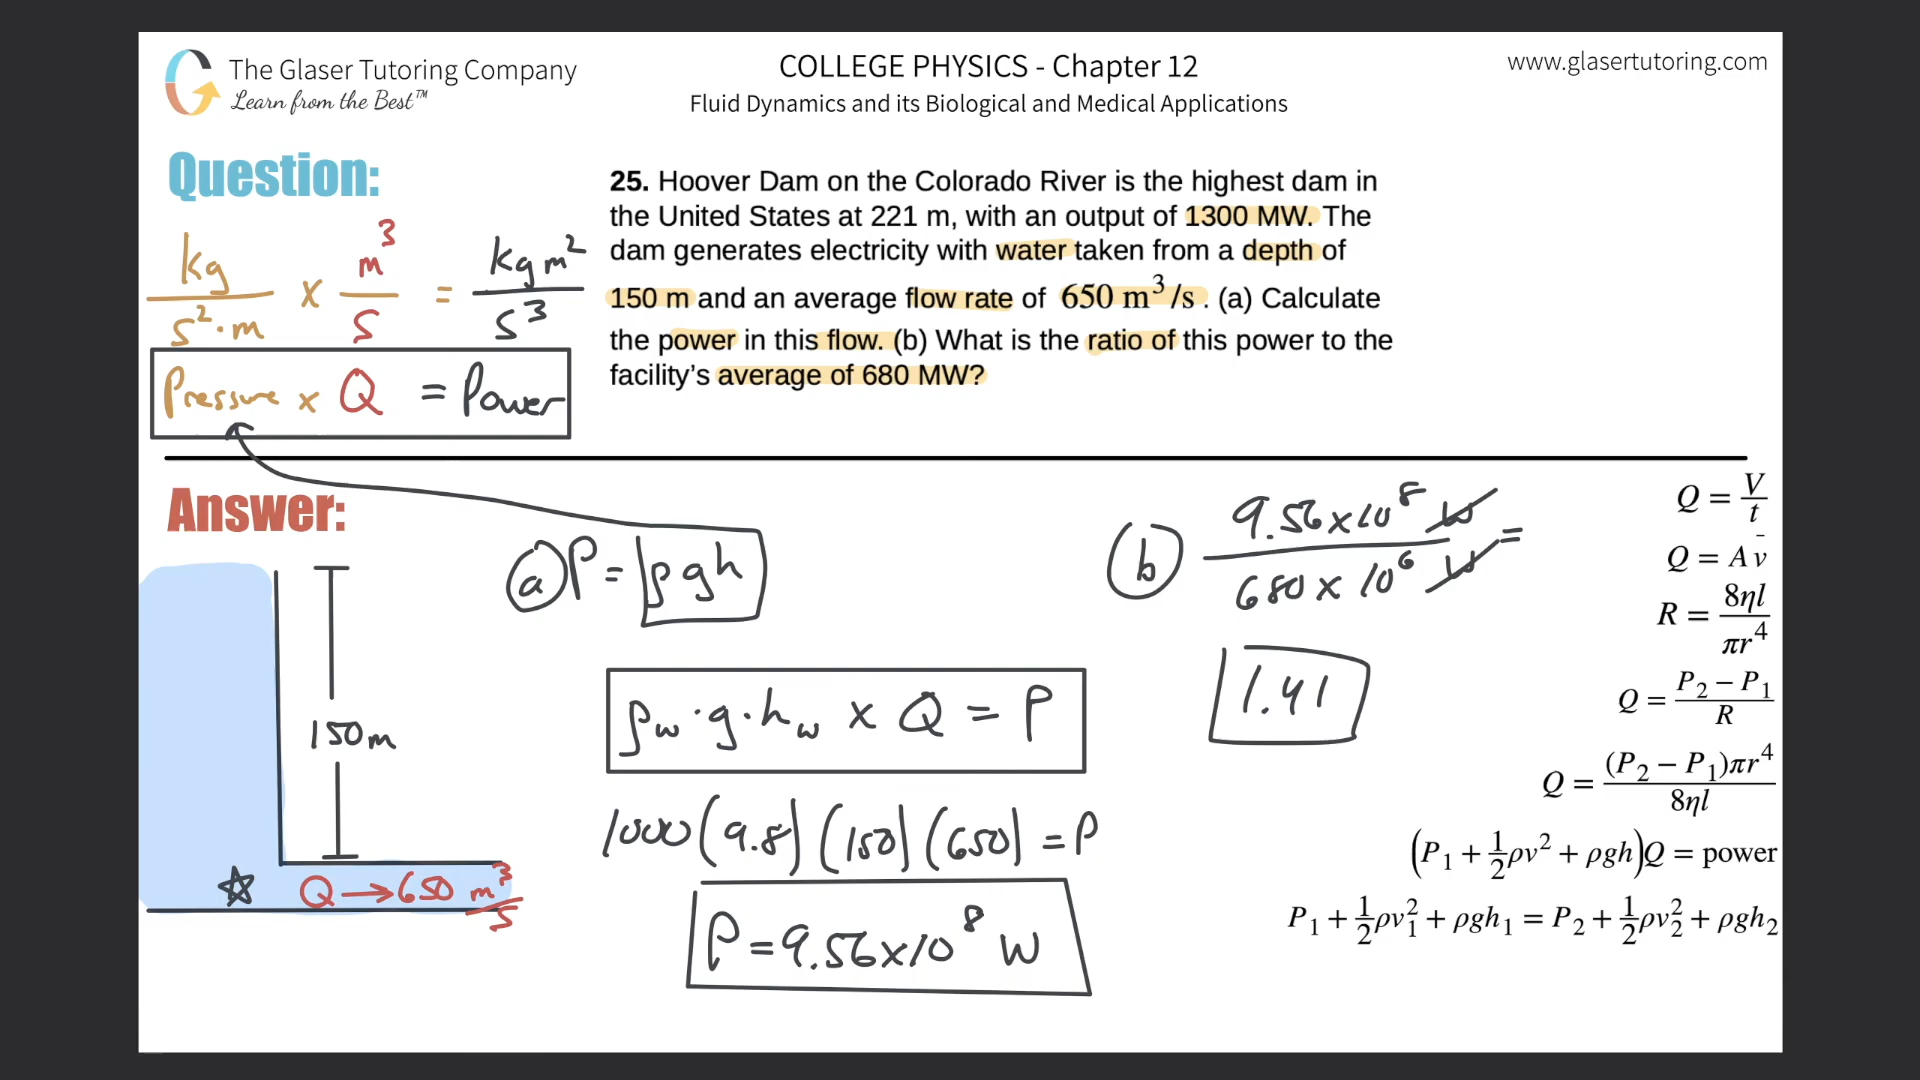 The Glaser Tutoring Company
Learn from the Best™
COLLEGE PHYSICS - Chapter 12
Fluid Dynamics and its Biological and Medical Applications
www.glasertutoring.com
Question:
25. Hoover Dam on the Colorado River is the highest dam in
the United States at 221 m, with an output of 1300 MW. The
dam generates electricity with water taken from a depth of
150 m and an average flow rate of 650 m³/s. (a) Calculate
the power in this flow. (b) What is the ratio of this power to the
facility's average of 680 MW?
kg/s²·m x m³/s = kgm²/s³
Pressure x Q = Power
Answer:
150m
Q → 650 m³/s
(a) P = ρgh
ρw · g · hw x Q = P
1000 (9.8) (150) (650) = P
P = 9.56x10⁸ W
(b) 9.56x10⁸ W / 680 x 10⁶ W =
1.41
Q = V/t
Q = A v̄
R = 8ηl/πr⁴
Q = P₂ − P₁/R
Q = (P₂ − P₁)πr⁴/8ηl
(P₁ + ½ρv² + ρgh)Q = power
P₁ + ½ρv₁² + ρgh₁ = P₂ + ½ρv₂² + ρgh₂